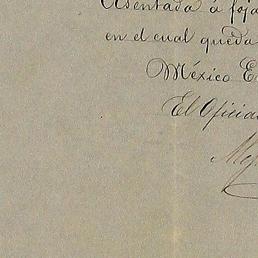 Asentada á foja
en el cual queda
México E
El Oficia